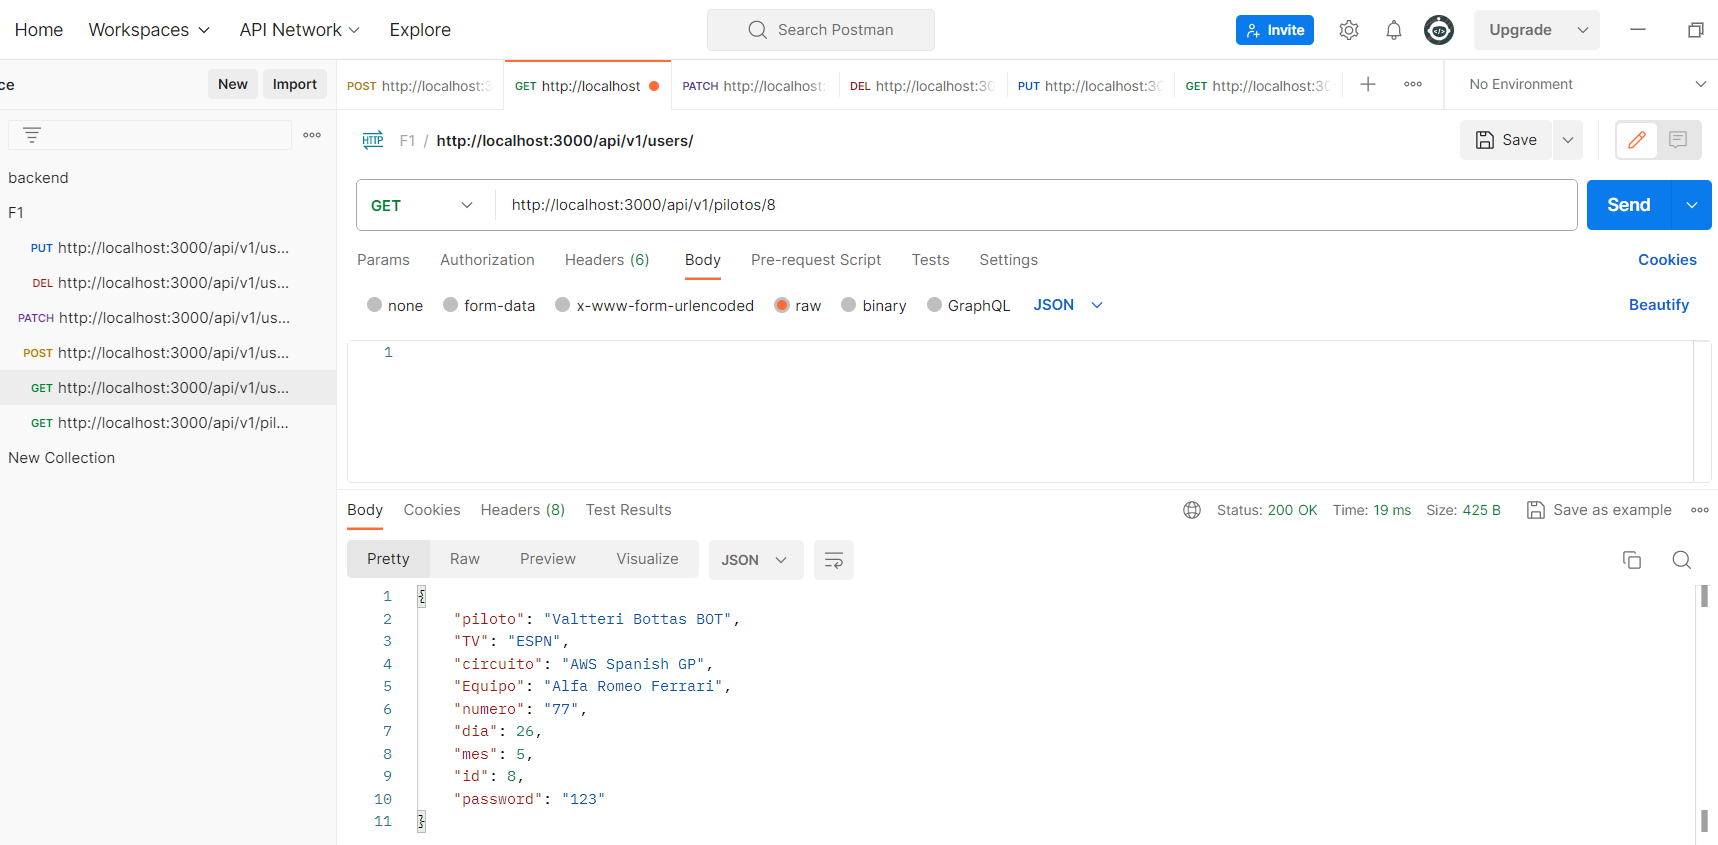 Home Workspaces API Network Explore Search Postman Invite Upgrade
ce New Import POST http://localhost:3 GET http://localhost PATCH http://localhost: DEL http://localhost:30 PUT http://localhost:30 GET http://localhost:30 No Environment
HTTP F1 / http://localhost:3000/api/v1/users/ Save
backend
F1
PUT http://localhost:3000/api/v1/us...
DEL http://localhost:3000/api/v1/us...
PATCH http://localhost:3000/api/v1/us...
POST http://localhost:3000/api/v1/us...
GET http://localhost:3000/api/v1/us...
GET http://localhost:3000/api/v1/pil...
New Collection
GET http://localhost:3000/api/v1/pilotos/8 Send
Params Authorization Headers (6) Body Pre-request Script Tests Settings Cookies
none form-data x-www-form-urlencoded raw binary GraphQL JSON Beautify
1
Body Cookies Headers (8) Test Results Status: 200 OK Time: 19 ms Size: 425 B Save as example
Pretty Raw Preview Visualize JSON
1 {
2 "piloto": "Valtteri Bottas BOT",
3 "TV": "ESPN",
4 "circuito": "AWS Spanish GP",
5 "Equipo": "Alfa Romeo Ferrari",
6 "numero": "77",
7 "dia": 26,
8 "mes": 5,
9 "id": 8,
10 "password": "123"
11 }